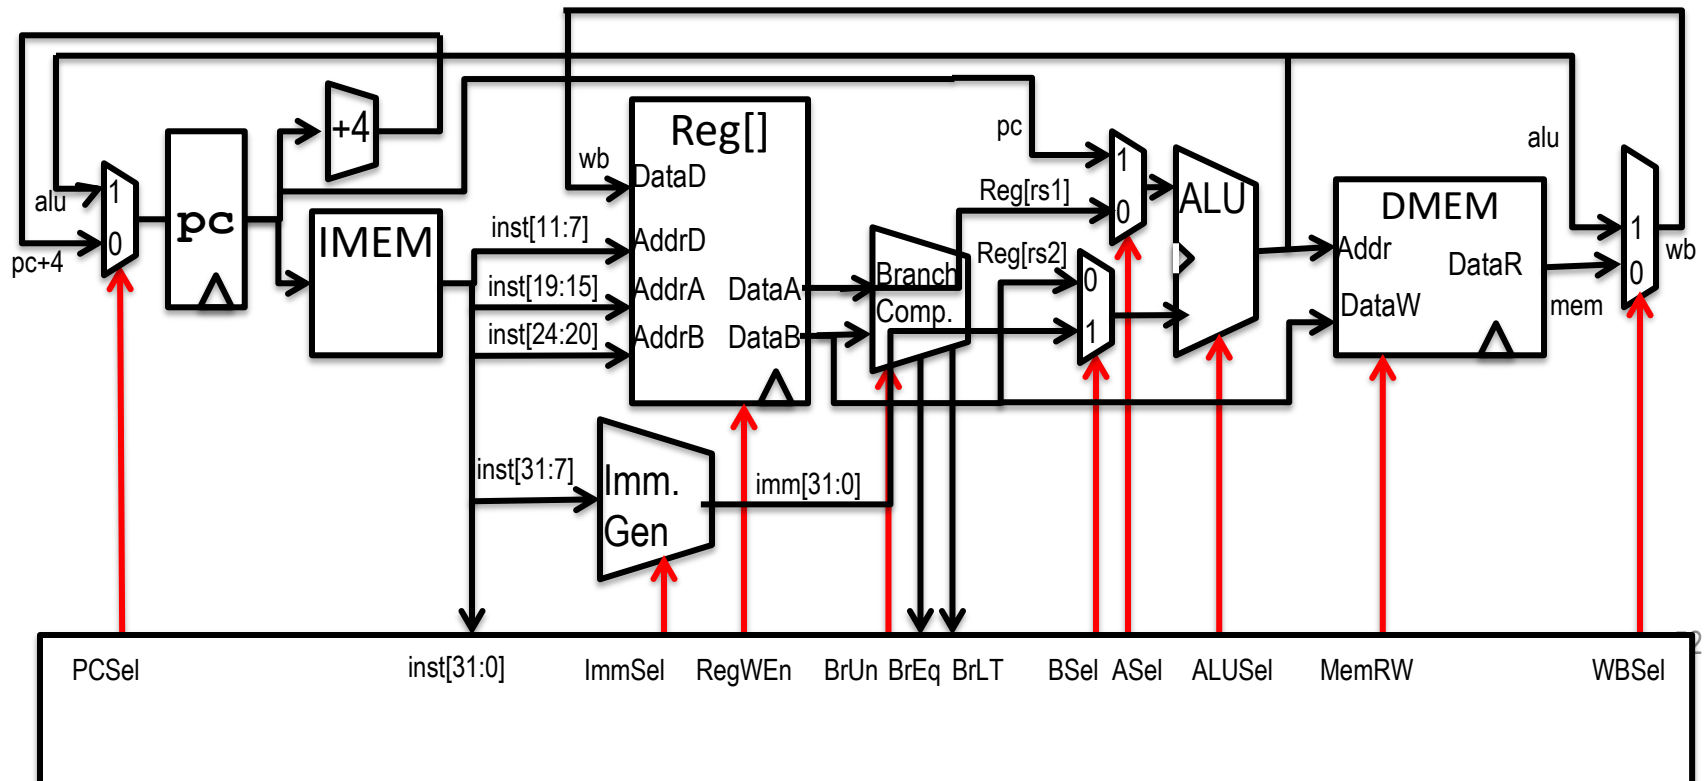 +4
Reg[]
pc
wb
DataD
alu
1
0
pc+4
pc
IMEM
inst[11:7]
AddrD
inst[19:15]
AddrA
DataA
inst[24:20]
AddrB
DataB
Branch
Comp.
Reg[rs1]
Reg[rs2]
1
0
0
1
ALU
DMEM
Addr
DataR
DataW
mem
alu
1
0
wb
inst[31:7]
Imm.
Gen
imm[31:0]
PCSel
inst[31:0]
ImmSel
RegWEn
BrUn
BrEq
BrLT
BSel
ASel
ALUSel
MemRW
WBSel